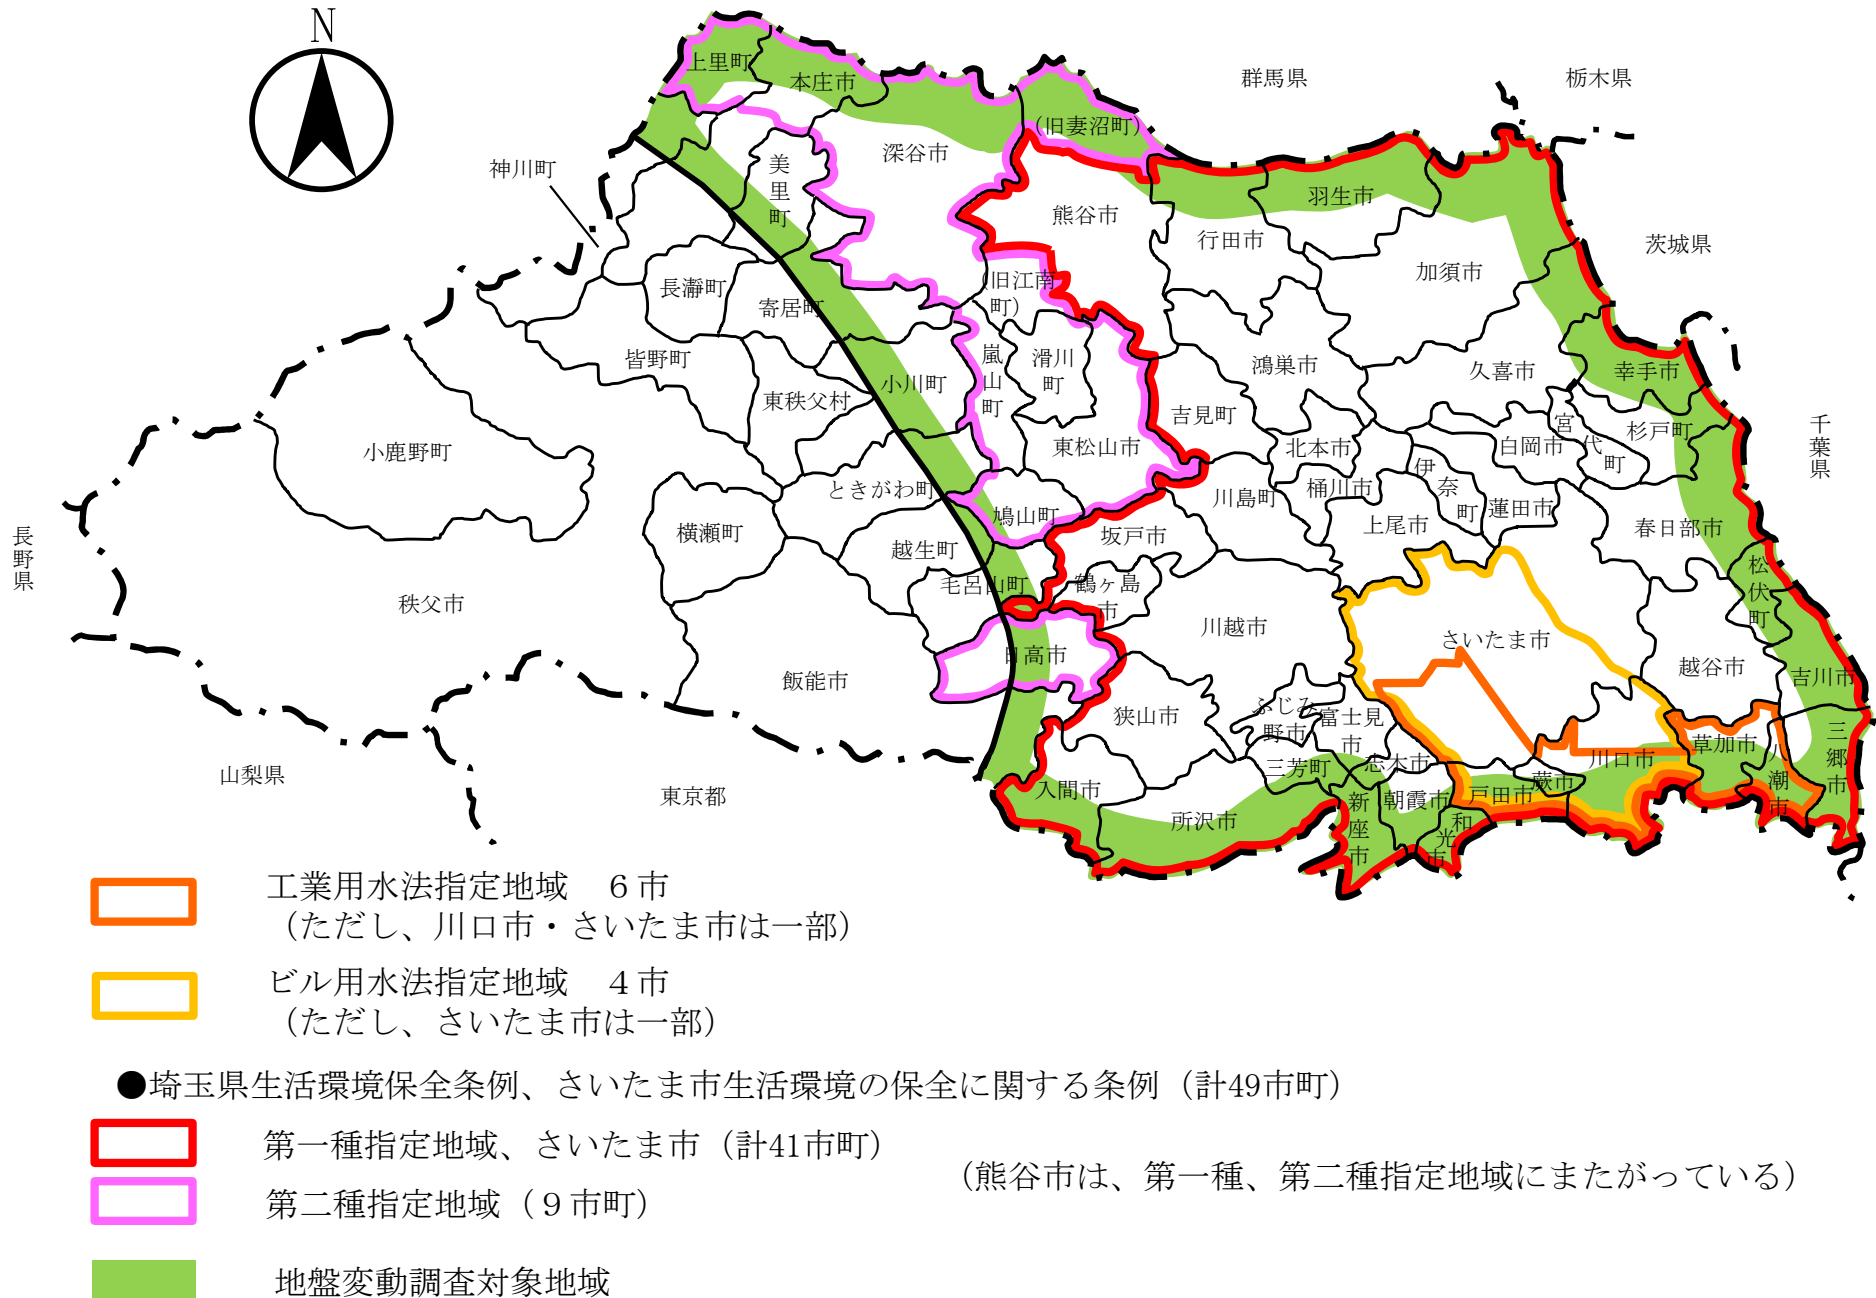 N
群馬県
栃木県
上里町
本庄市
（旧妻沼町）
深谷市
神川町
美里町
熊谷市
羽生市
行田市
茨城県
加須市
長瀞町
（旧江南町）
寄居町
嵐山町
滑川町
皆野町
鴻巣市
久喜市
幸手市
小川町
東秩父村
吉見町
宮代町
杉戸町
小鹿野町
東松山市
北本市
白岡市
千葉県
ときがわ町
川島町
桶川市
伊奈町
蓮田市
鳩山町
上尾市
春日部市
横瀬町
坂戸市
長野県
越生町
松伏町
毛呂山町
鶴ヶ島市
秩父市
川越市
さいたま市
日高市
越谷市
飯能市
吉川市
狭山市
ふじみ野市
富士見市
草加市
三郷市
川口市
八潮市
山梨県
三芳町
志木市
蕨市
東京都
入間市
新座市
朝霞市
戸田市
所沢市
和光市
工業用水法指定地域　６市
（ただし、川口市・さいたま市は一部）
ビル用水法指定地域　４市
（ただし、さいたま市は一部）
●埼玉県生活環境保全条例、さいたま市生活環境の保全に関する条例（計49市町）
第一種指定地域、さいたま市（計41市町）
（熊谷市は、第一種、第二種指定地域にまたがっている）
第二種指定地域（９市町）
地盤変動調査対象地域